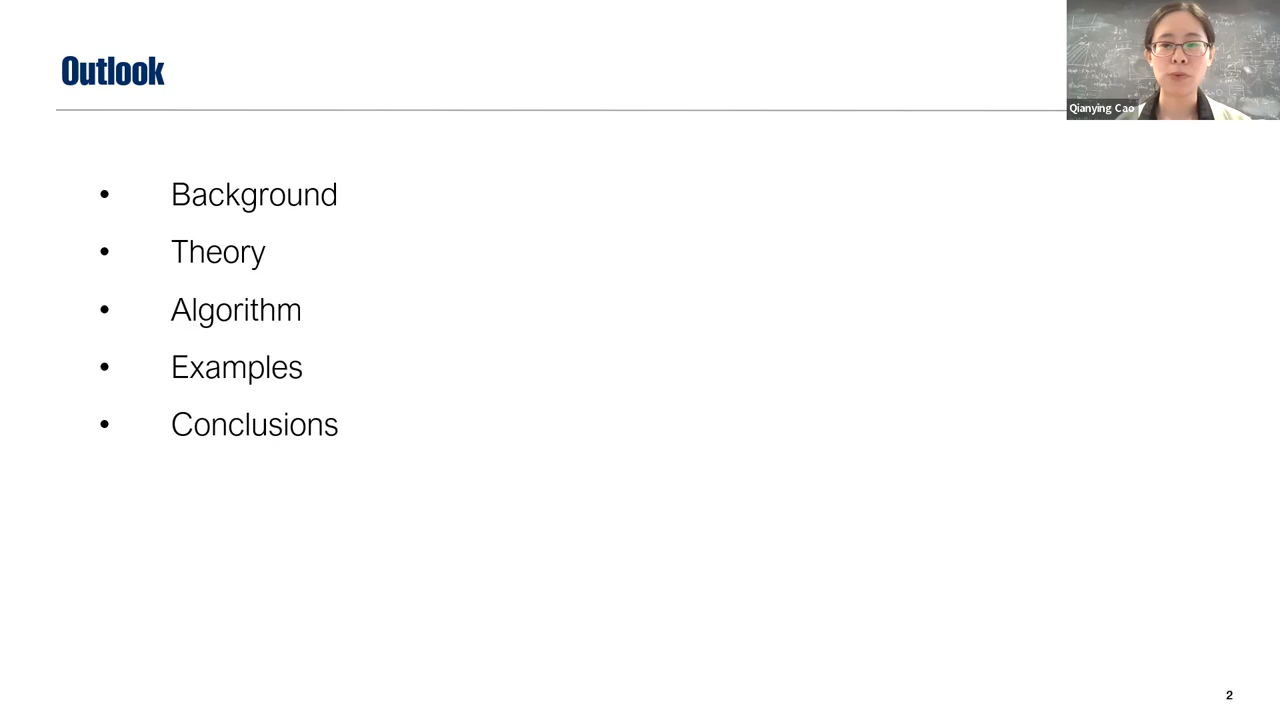 Outlook
Qianying Cao
• Background
• Theory
• Algorithm
• Examples
• Conclusions
2